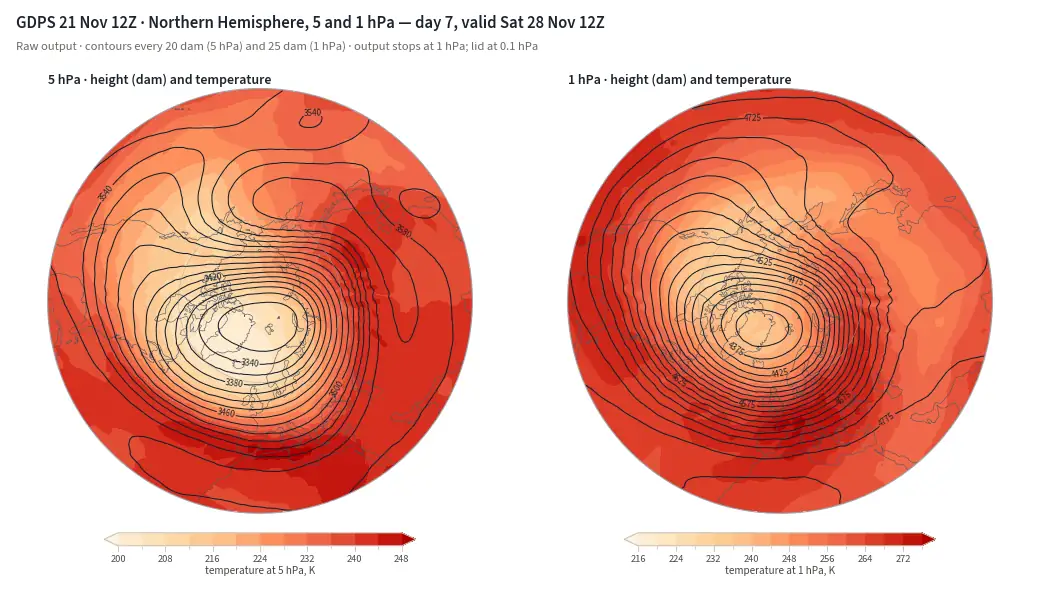 GDPS 21 Nov 12Z · Northern Hemisphere, 5 and 1 hPa — day 7, valid Sat 28 Nov 12Z
Raw output · contours every 20 dam (5 hPa) and 25 dam (1 hPa) · output stops at 1 hPa; lid at 0.1 hPa
5 hPa · height (dam) and temperature
3540
3540
3580
3420
3340
3380
3500
3460
200 208 216 224 232 240 248
temperature at 5 hPa, K
1 hPa · height (dam) and temperature
4725
4525
4475
4375
4425
4575
4775
216 224 232 240 248 256 264 272
temperature at 1 hPa, K